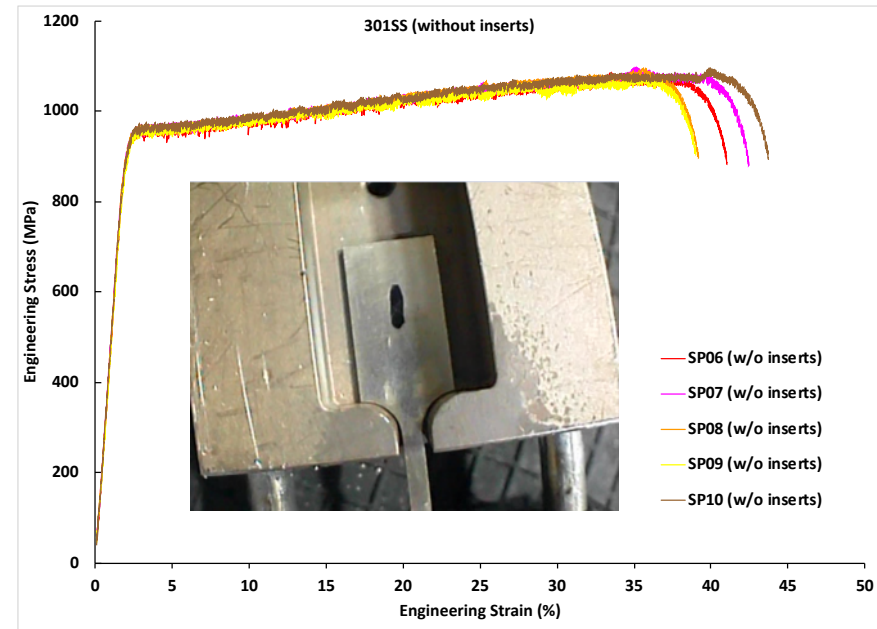 301SS (without inserts)
1200
1000
800
600
400
200
0
Engineering Stress (MPa)
SP06 (w/o inserts)
SP07 (w/o inserts)
SP08 (w/o inserts)
SP09 (w/o inserts)
SP10 (w/o inserts)
0 5 10 15 20 25 30 35 40 45 50
Engineering Strain (%)